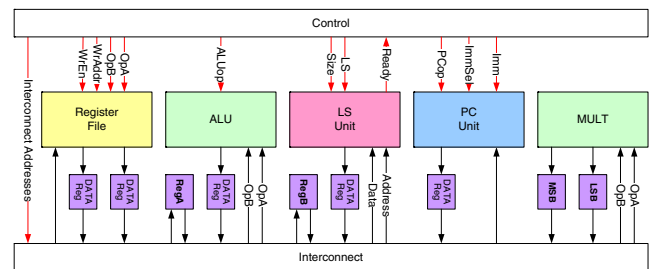 Control
Interconnect Addresses
WrEn
WrAddr
OpB
OpA
ALUop
Size
LS
Ready
PCop
ImmSel
Imm
Register
File
ALU
LS
Unit
PC
Unit
MULT
DATA
Reg
DATA
Reg
RegA
DATA
Reg
OpB
OpA
RegB
DATA
Reg
Data
Address
DATA
Reg
MSB
LSB
OpB
OpA
Interconnect